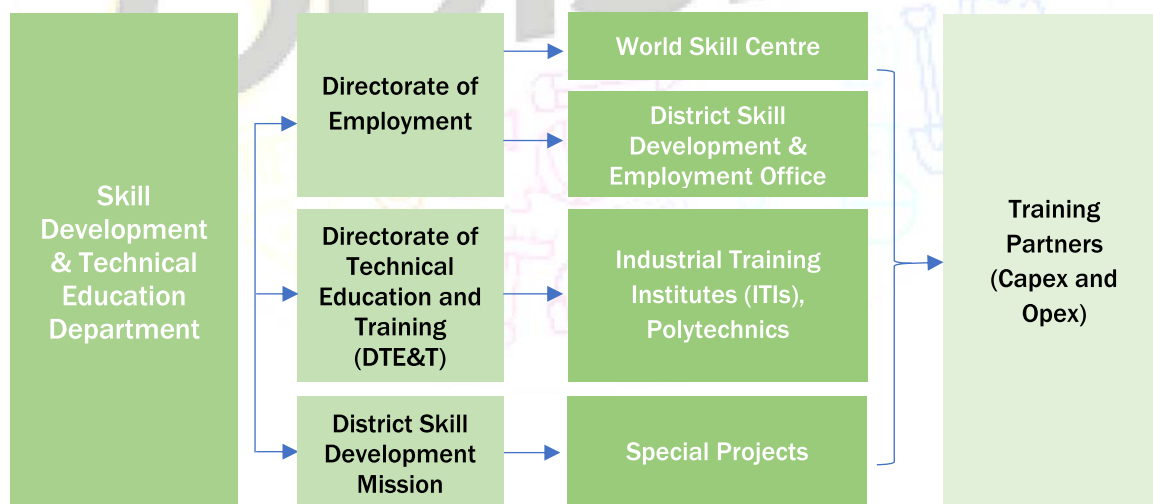 Skill
Development
& Technical
Education
Department
Directorate of
Employment
Directorate of
Technical
Education and
Training
(DTE&T)
District Skill
Development
Mission
World Skill Centre
District Skill
Development &
Employment Office
Industrial Training
Institutes (ITIs),
Polytechnics
Special Projects
Training
Partners
(Capex and
Opex)